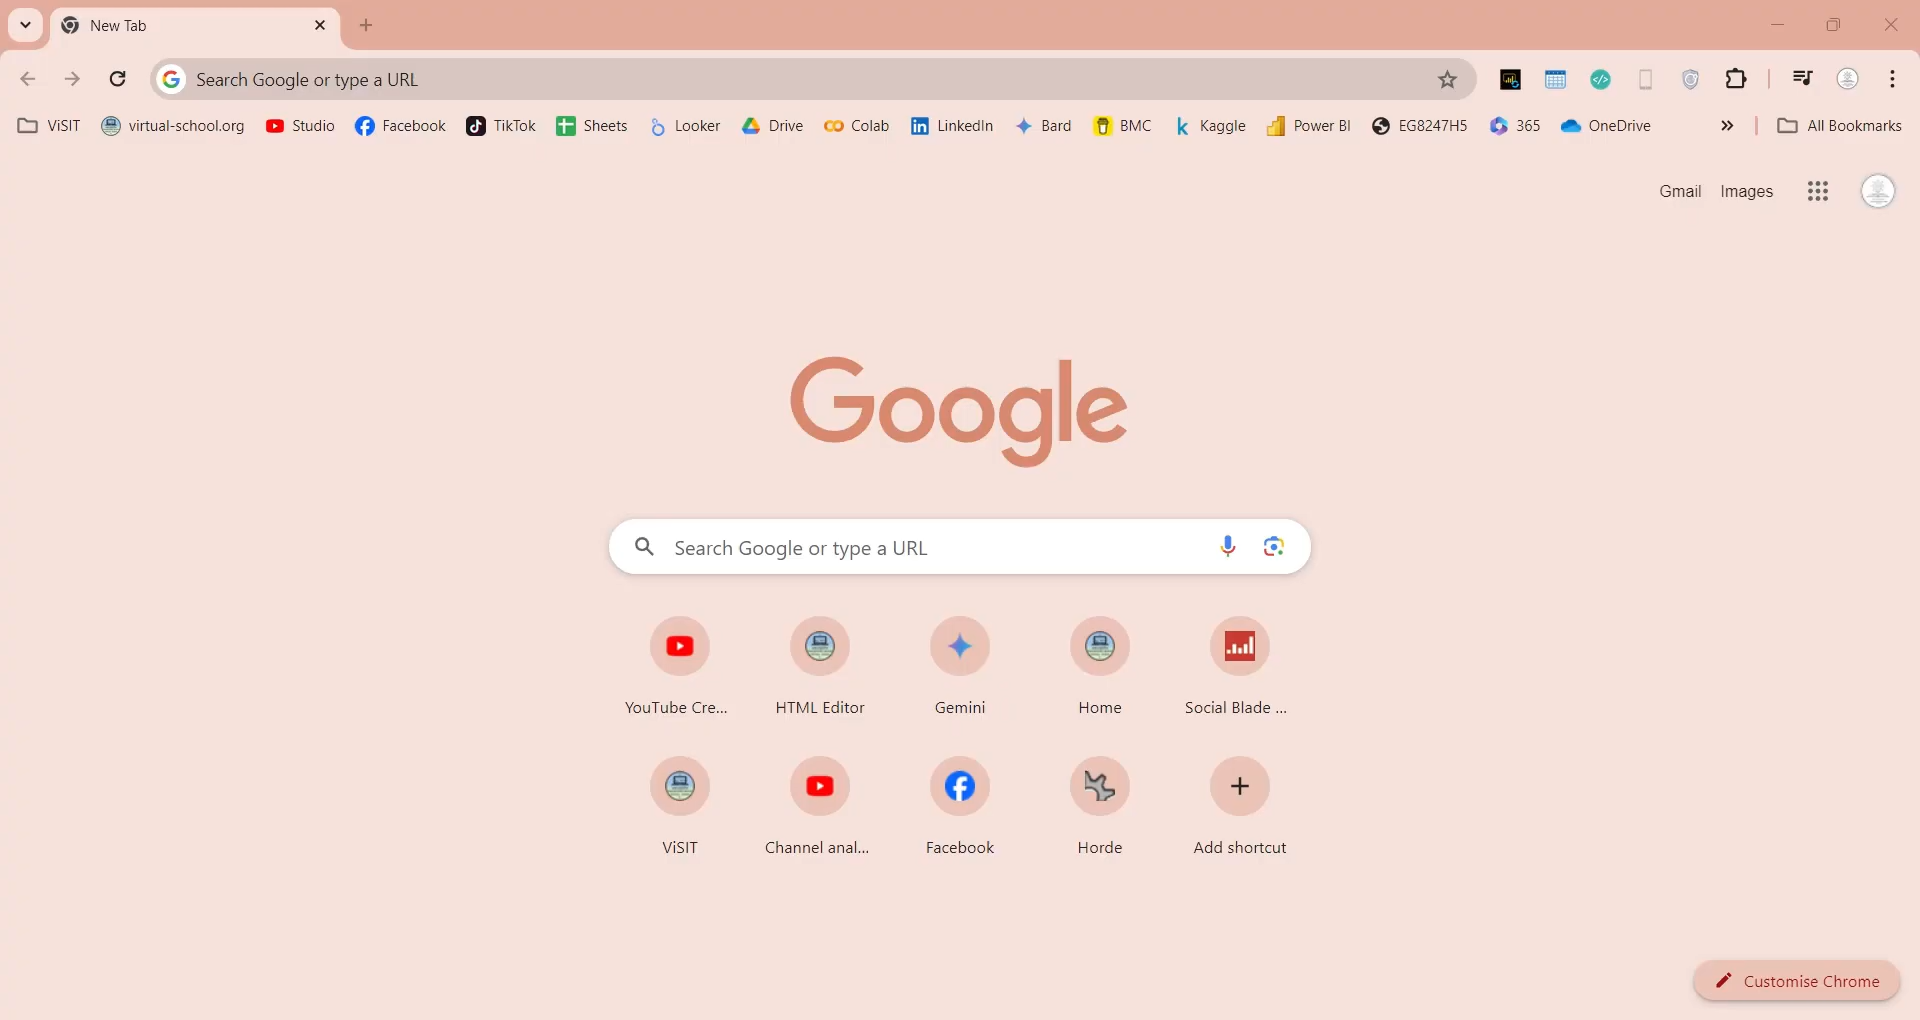 New Tab
Search Google or type a URL
ViSIT virtual-school.org Studio Facebook TikTok Sheets Looker Drive Colab LinkedIn Bard BMC Kaggle Power BI EG8247H5 365 OneDrive All Bookmarks
Gmail Images
Google
Search Google or type a URL
YouTube Cre... HTML Editor Gemini Home Social Blade ...
ViSIT Channel anal... Facebook Horde Add shortcut
Customise Chrome